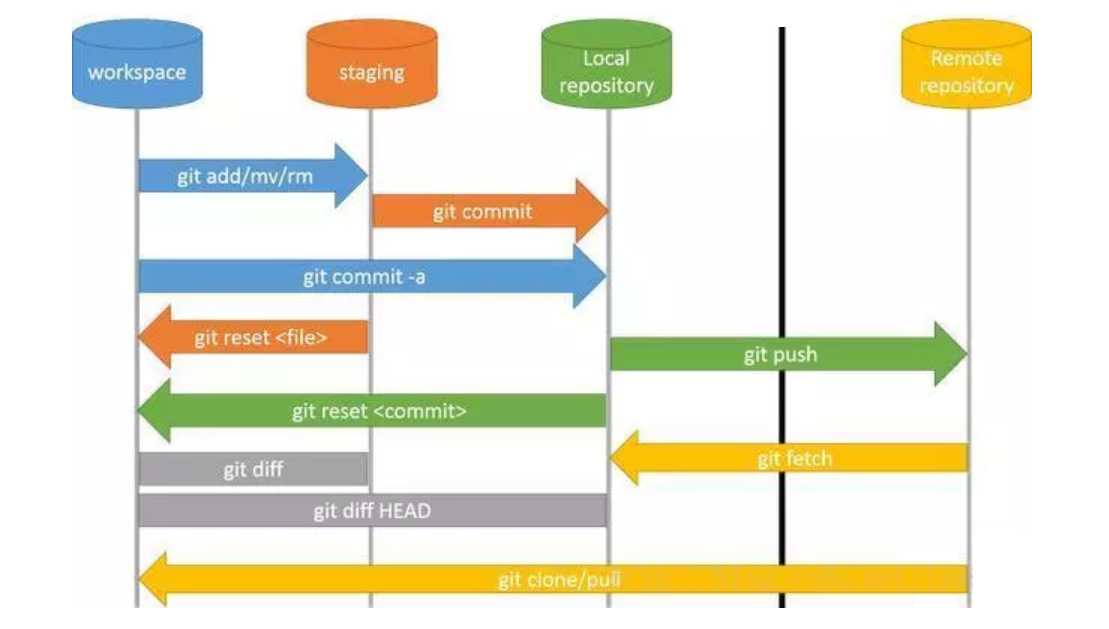 workspace
staging
Local
repository
Remote
repository
git add/mv/rm
git commit
git commit -a
git reset <file>
git push
git reset <commit>
git fetch
git diff
git diff HEAD
git clone/pull